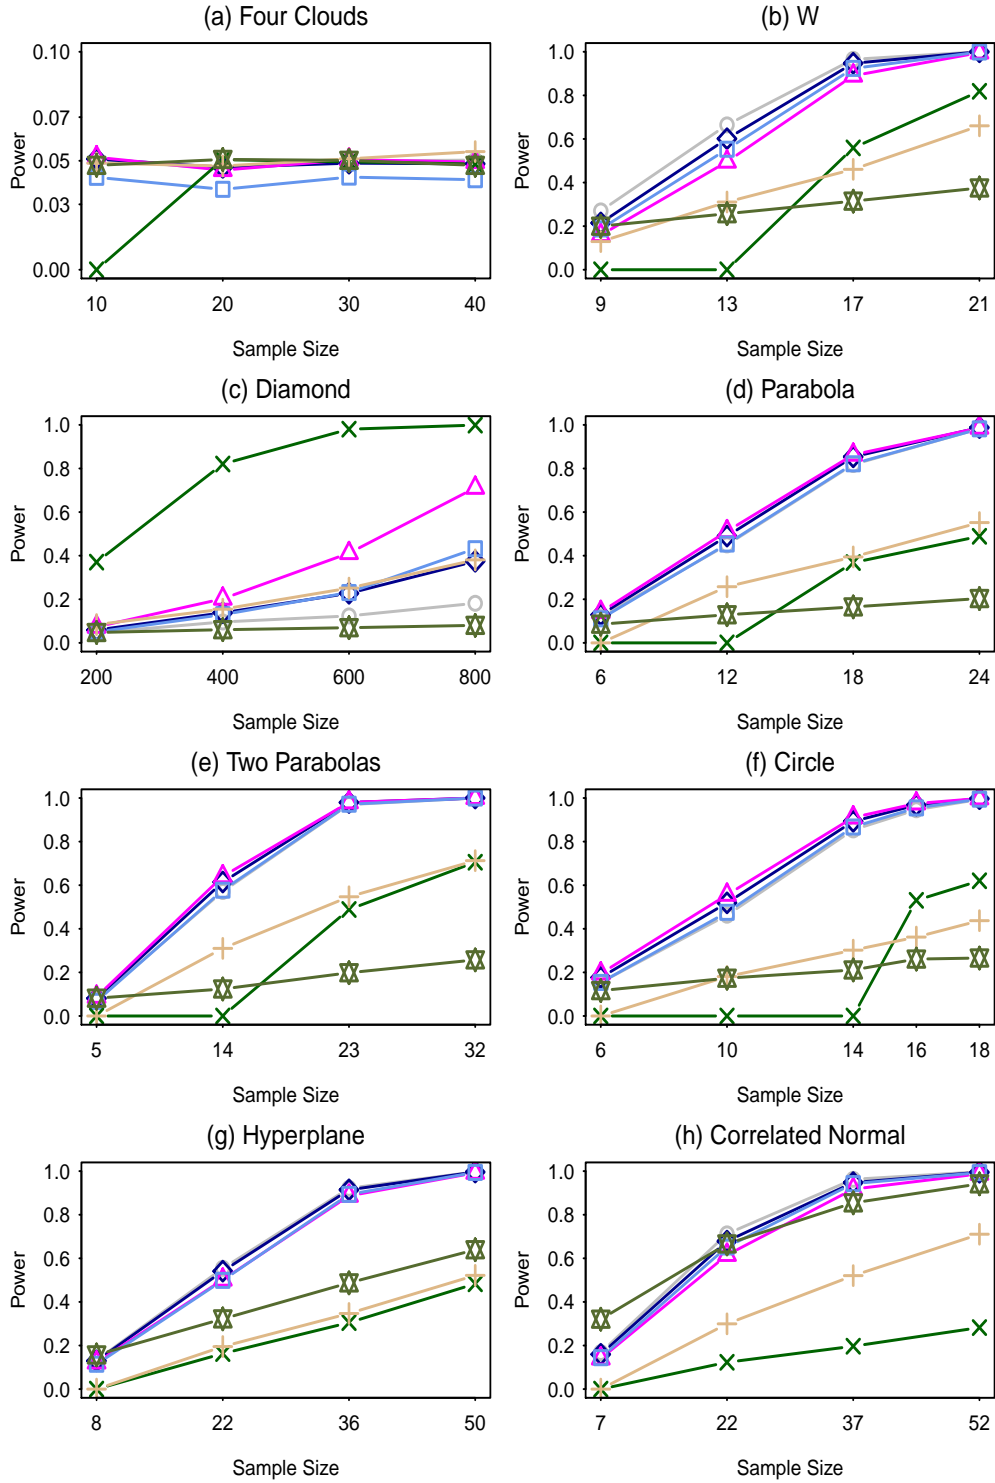 (a) Four Clouds
Power
0.10
0.07
0.05
0.03
0.00
10 20 30 40
Sample Size
(b) W
Power
1.0
0.8
0.6
0.4
0.2
0.0
9 13 17 21
Sample Size
(c) Diamond
Power
1.0
0.8
0.6
0.4
0.2
0.0
200 400 600 800
Sample Size
(d) Parabola
Power
1.0
0.8
0.6
0.4
0.2
0.0
6 12 18 24
Sample Size
(e) Two Parabolas
Power
1.0
0.8
0.6
0.4
0.2
0.0
5 14 23 32
Sample Size
(f) Circle
Power
1.0
0.8
0.6
0.4
0.2
0.0
6 10 14 16 18
Sample Size
(g) Hyperplane
Power
1.0
0.8
0.6
0.4
0.2
0.0
8 22 36 50
Sample Size
(h) Correlated Normal
Power
1.0
0.8
0.6
0.4
0.2
0.0
7 22 37 52
Sample Size